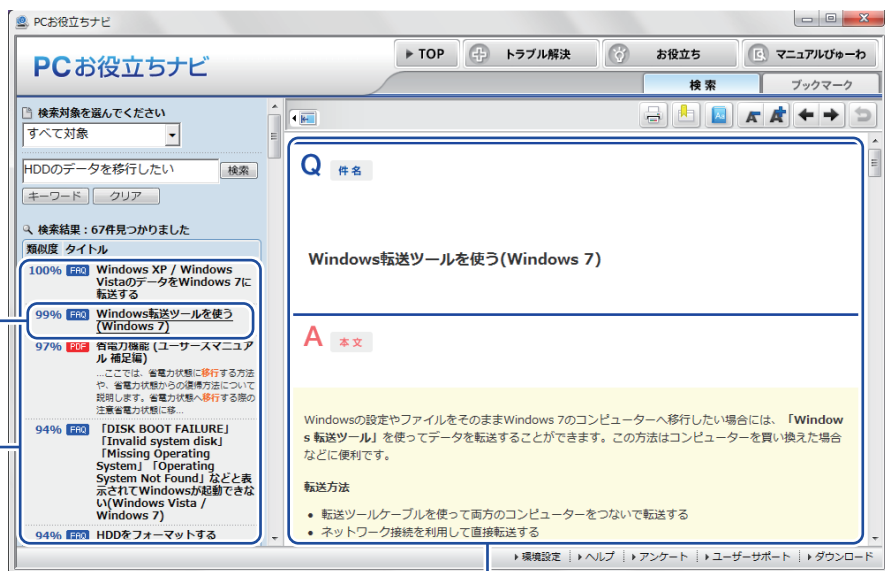 PCお役立ちナビ
PCお役立ちナビ
TOP
トラブル解決
お役立ち
マニュアルびゅーわ
検索
ブックマーク
検索対象を選んでください
すべて対象
HDDのデータを移行したい
検索
キーワード
クリア
検索結果：67件見つかりました
類似度 タイトル
100% FAQ Windows XP / Windows
VistaのデータをWindows 7に
転送する
99% FAQ Windows転送ツールを使う
(Windows 7)
97% PDF 省電力機能 (ユーザーズマニュア
ル 補足編)
...ここでは、省電力状態に移行する方法
や、省電力状態からの復帰方法について
説明します。省電力状態へ移行する際の
注意省電力状態に移...
94% FAQ 「DISK BOOT FAILURE」
「Invalid system disk」
「Missing Operating
System」「Operating
System Not Found」などと表
示されてWindowsが起動できな
い(Windows Vista /
Windows 7)
94% FAQ HDDをフォーマットする
Q 件名
Windows転送ツールを使う(Windows 7)
A 本文
Windowsの設定やファイルをそのままWindows 7のコンピューターへ移行したい場合には、「Window
s 転送ツール」を使ってデータを転送することができます。この方法はコンピューターを買い換えた場合
などに便利です。
転送方法
• 転送ツールケーブルを使って両方のコンピューターをつないで転送する
• ネットワーク接続を利用して直接転送する
環境設定 ヘルプ アンケート ユーザーサポート ダウンロード